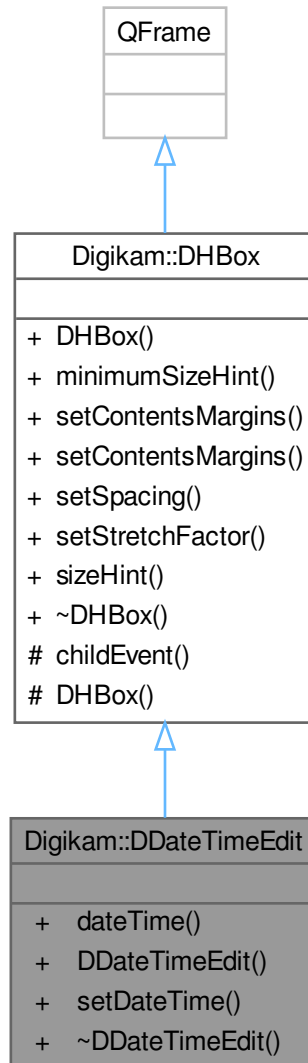 QFrame
Digikam::DHBox
+ DHBox()
+ minimumSizeHint()
+ setContentsMargins()
+ setContentsMargins()
+ setSpacing()
+ setStretchFactor()
+ sizeHint()
+ ~DHBox()
# childEvent()
# DHBox()
Digikam::DDateTimeEdit
+ dateTime()
+ DDateTimeEdit()
+ setDateTime()
+ ~DDateTimeEdit()